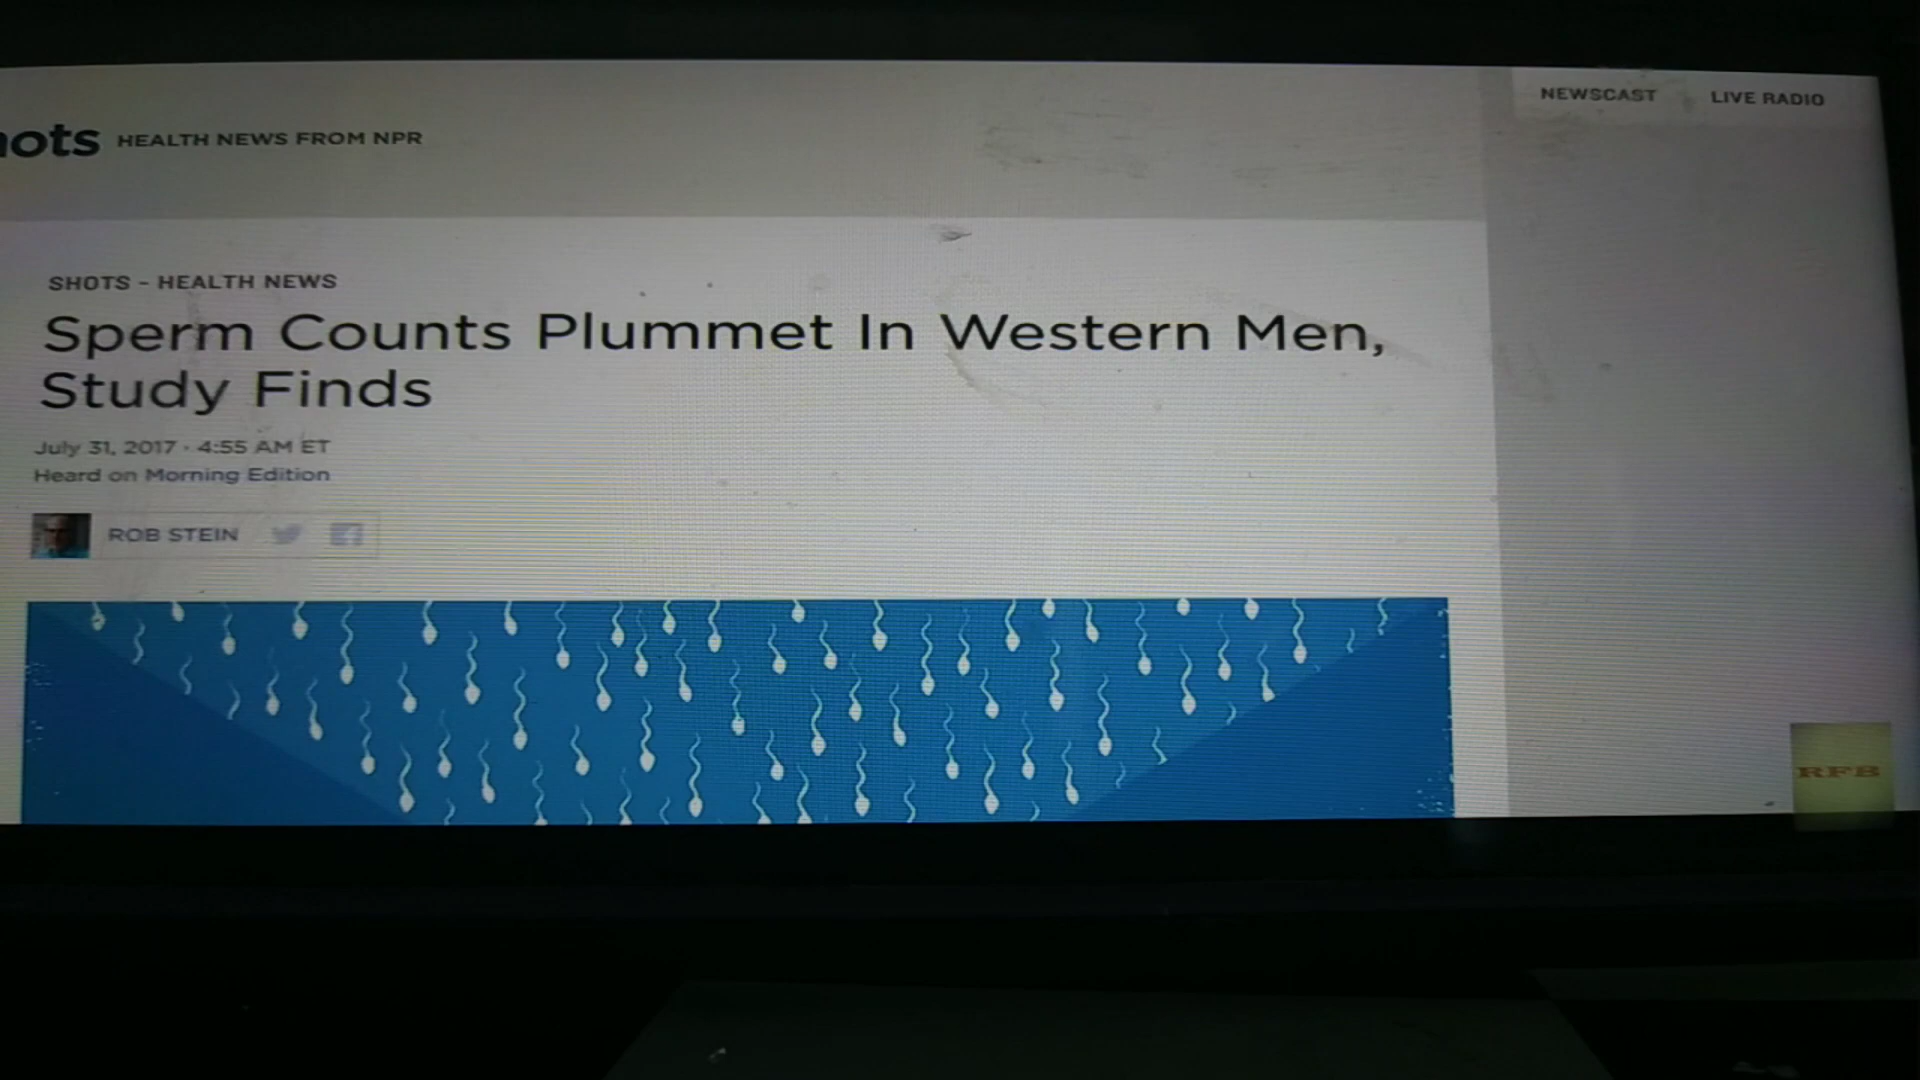 hots HEALTH NEWS FROM NPR
NEWSCAST LIVE RADIO
SHOTS - HEALTH NEWS
Sperm Counts Plummet In Western Men,
Study Finds
July 31, 2017 · 4:55 AM ET
Heard on Morning Edition
ROB STEIN
RFB